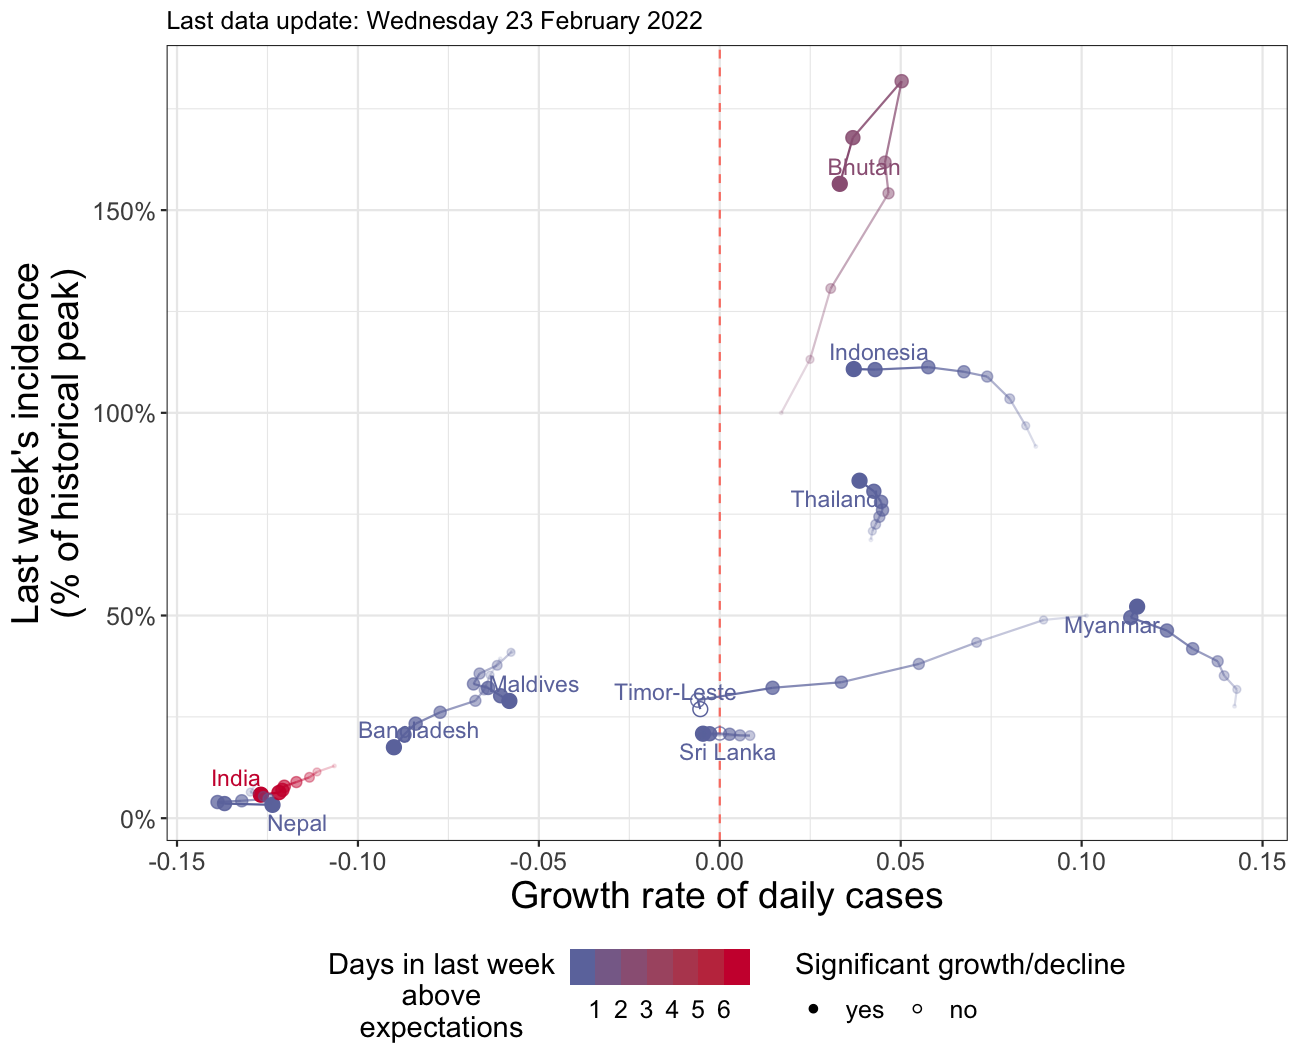 Last data update: Wednesday 23 February 2022
Last week's incidence
(% of historical peak)
150%
100%
50%
0%
Bhutan
Indonesia
Thailand
Myanmar
Timor-Leste
Maldives
Bangladesh
Sri Lanka
India
Nepal
-0.15 -0.10 -0.05 0.00 0.05 0.10 0.15
Growth rate of daily cases
Days in last week
above
expectations
1 2 3 4 5 6
Significant growth/decline
yes no